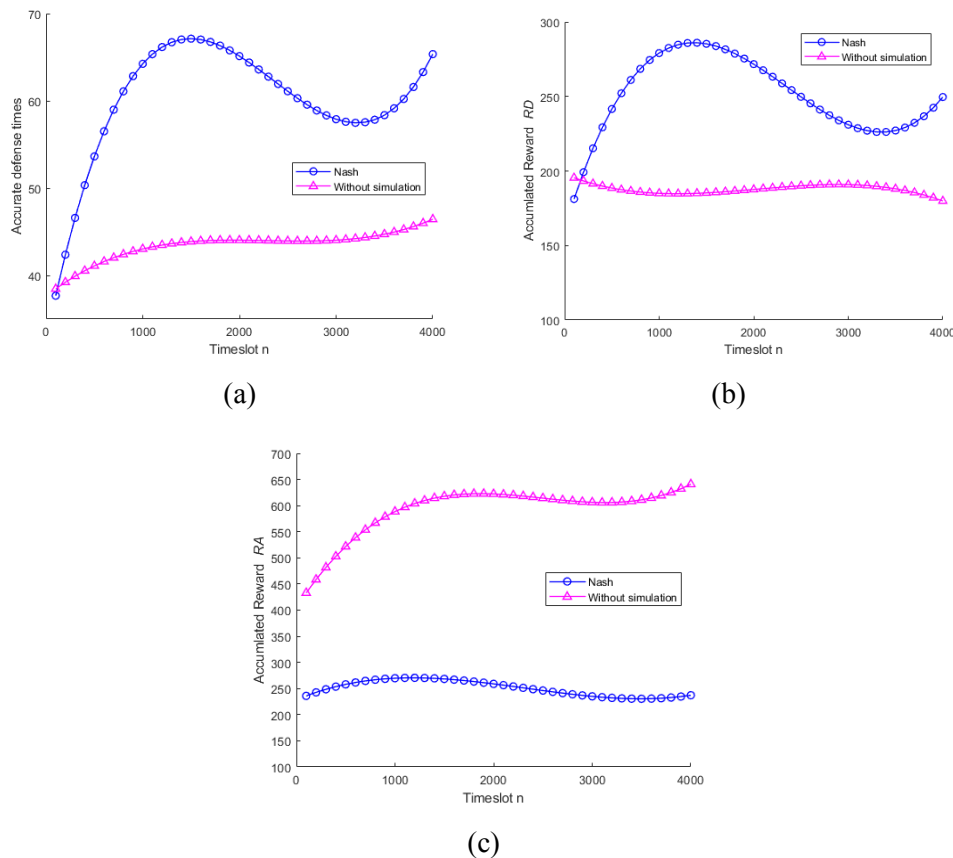 70
60
50
40
Accurate defense times
Nash
Without simulation
0
1000
2000
3000
4000
Timeslot n
(a)
300
250
200
150
100
Accumlated Reward RD
Nash
Without simulation
0
1000
2000
3000
4000
Timeslot n
(b)
700
650
600
550
500
450
400
350
300
250
200
150
100
Accumlated Reward RA
Nash
Without simulation
0
1000
2000
3000
4000
Timeslot n
(c)